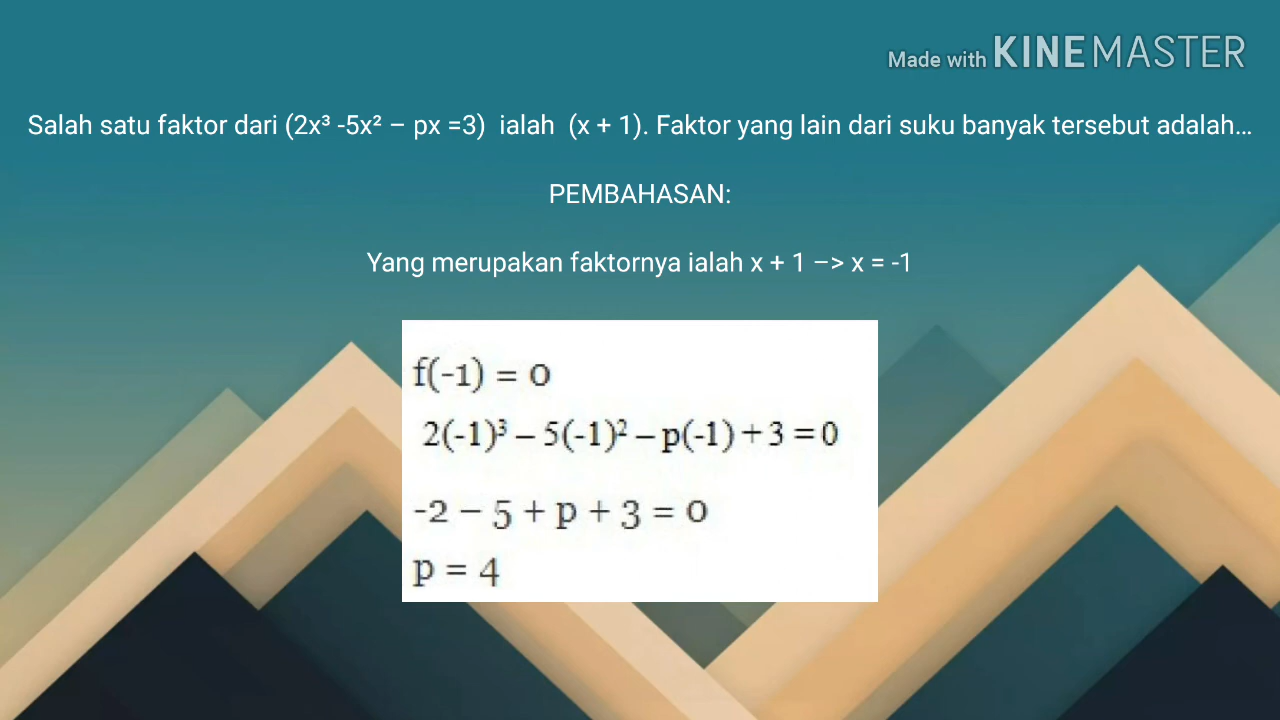 Made with KINEMASTER
Salah satu faktor dari (2x³ -5x² – px =3)  ialah  (x + 1). Faktor yang lain dari suku banyak tersebut adalah...
PEMBAHASAN:
Yang merupakan faktornya ialah x + 1 –> x = -1
f(-1) = 0
2(-1)³ – 5(-1)² – p(-1) + 3 = 0
-2 – 5 + p + 3 = 0
p = 4